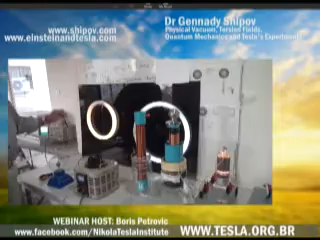 www.shipov.com
www.einsteinandtesla.com
Dr Gennady Shipov
Physical Vacuum, Torsion Fields,
Quantum Mechanics and Tesla's Experiments
WEBINAR HOST: Boris Petrovic
www.facebook.com/NikolaTeslaInstitute
WWW.TESLA.ORG.BR